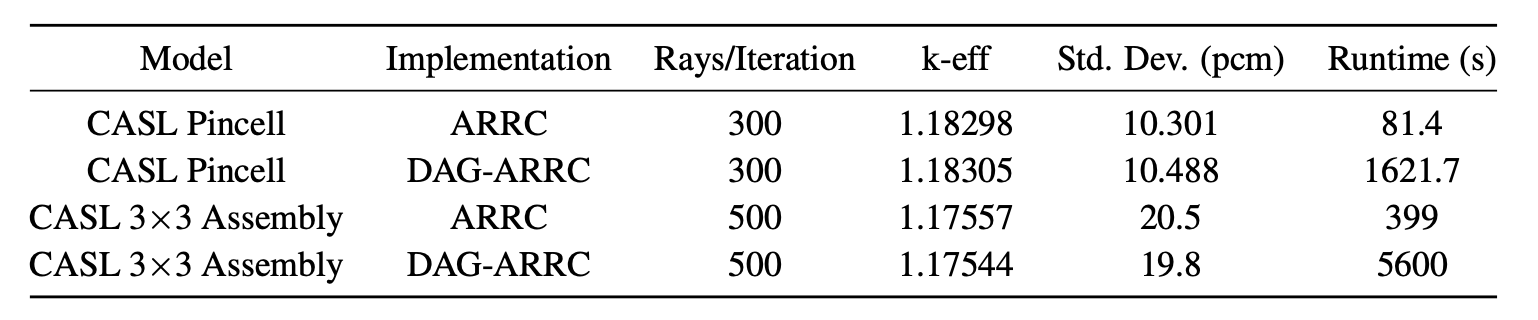 Model Implementation Rays/Iteration k-eff Std. Dev. (pcm) Runtime (s)
CASL Pincell ARRC 300 1.18298 10.301 81.4
CASL Pincell DAG-ARRC 300 1.18305 10.488 1621.7
CASL 3×3 Assembly ARRC 500 1.17557 20.5 399
CASL 3×3 Assembly DAG-ARRC 500 1.17544 19.8 5600